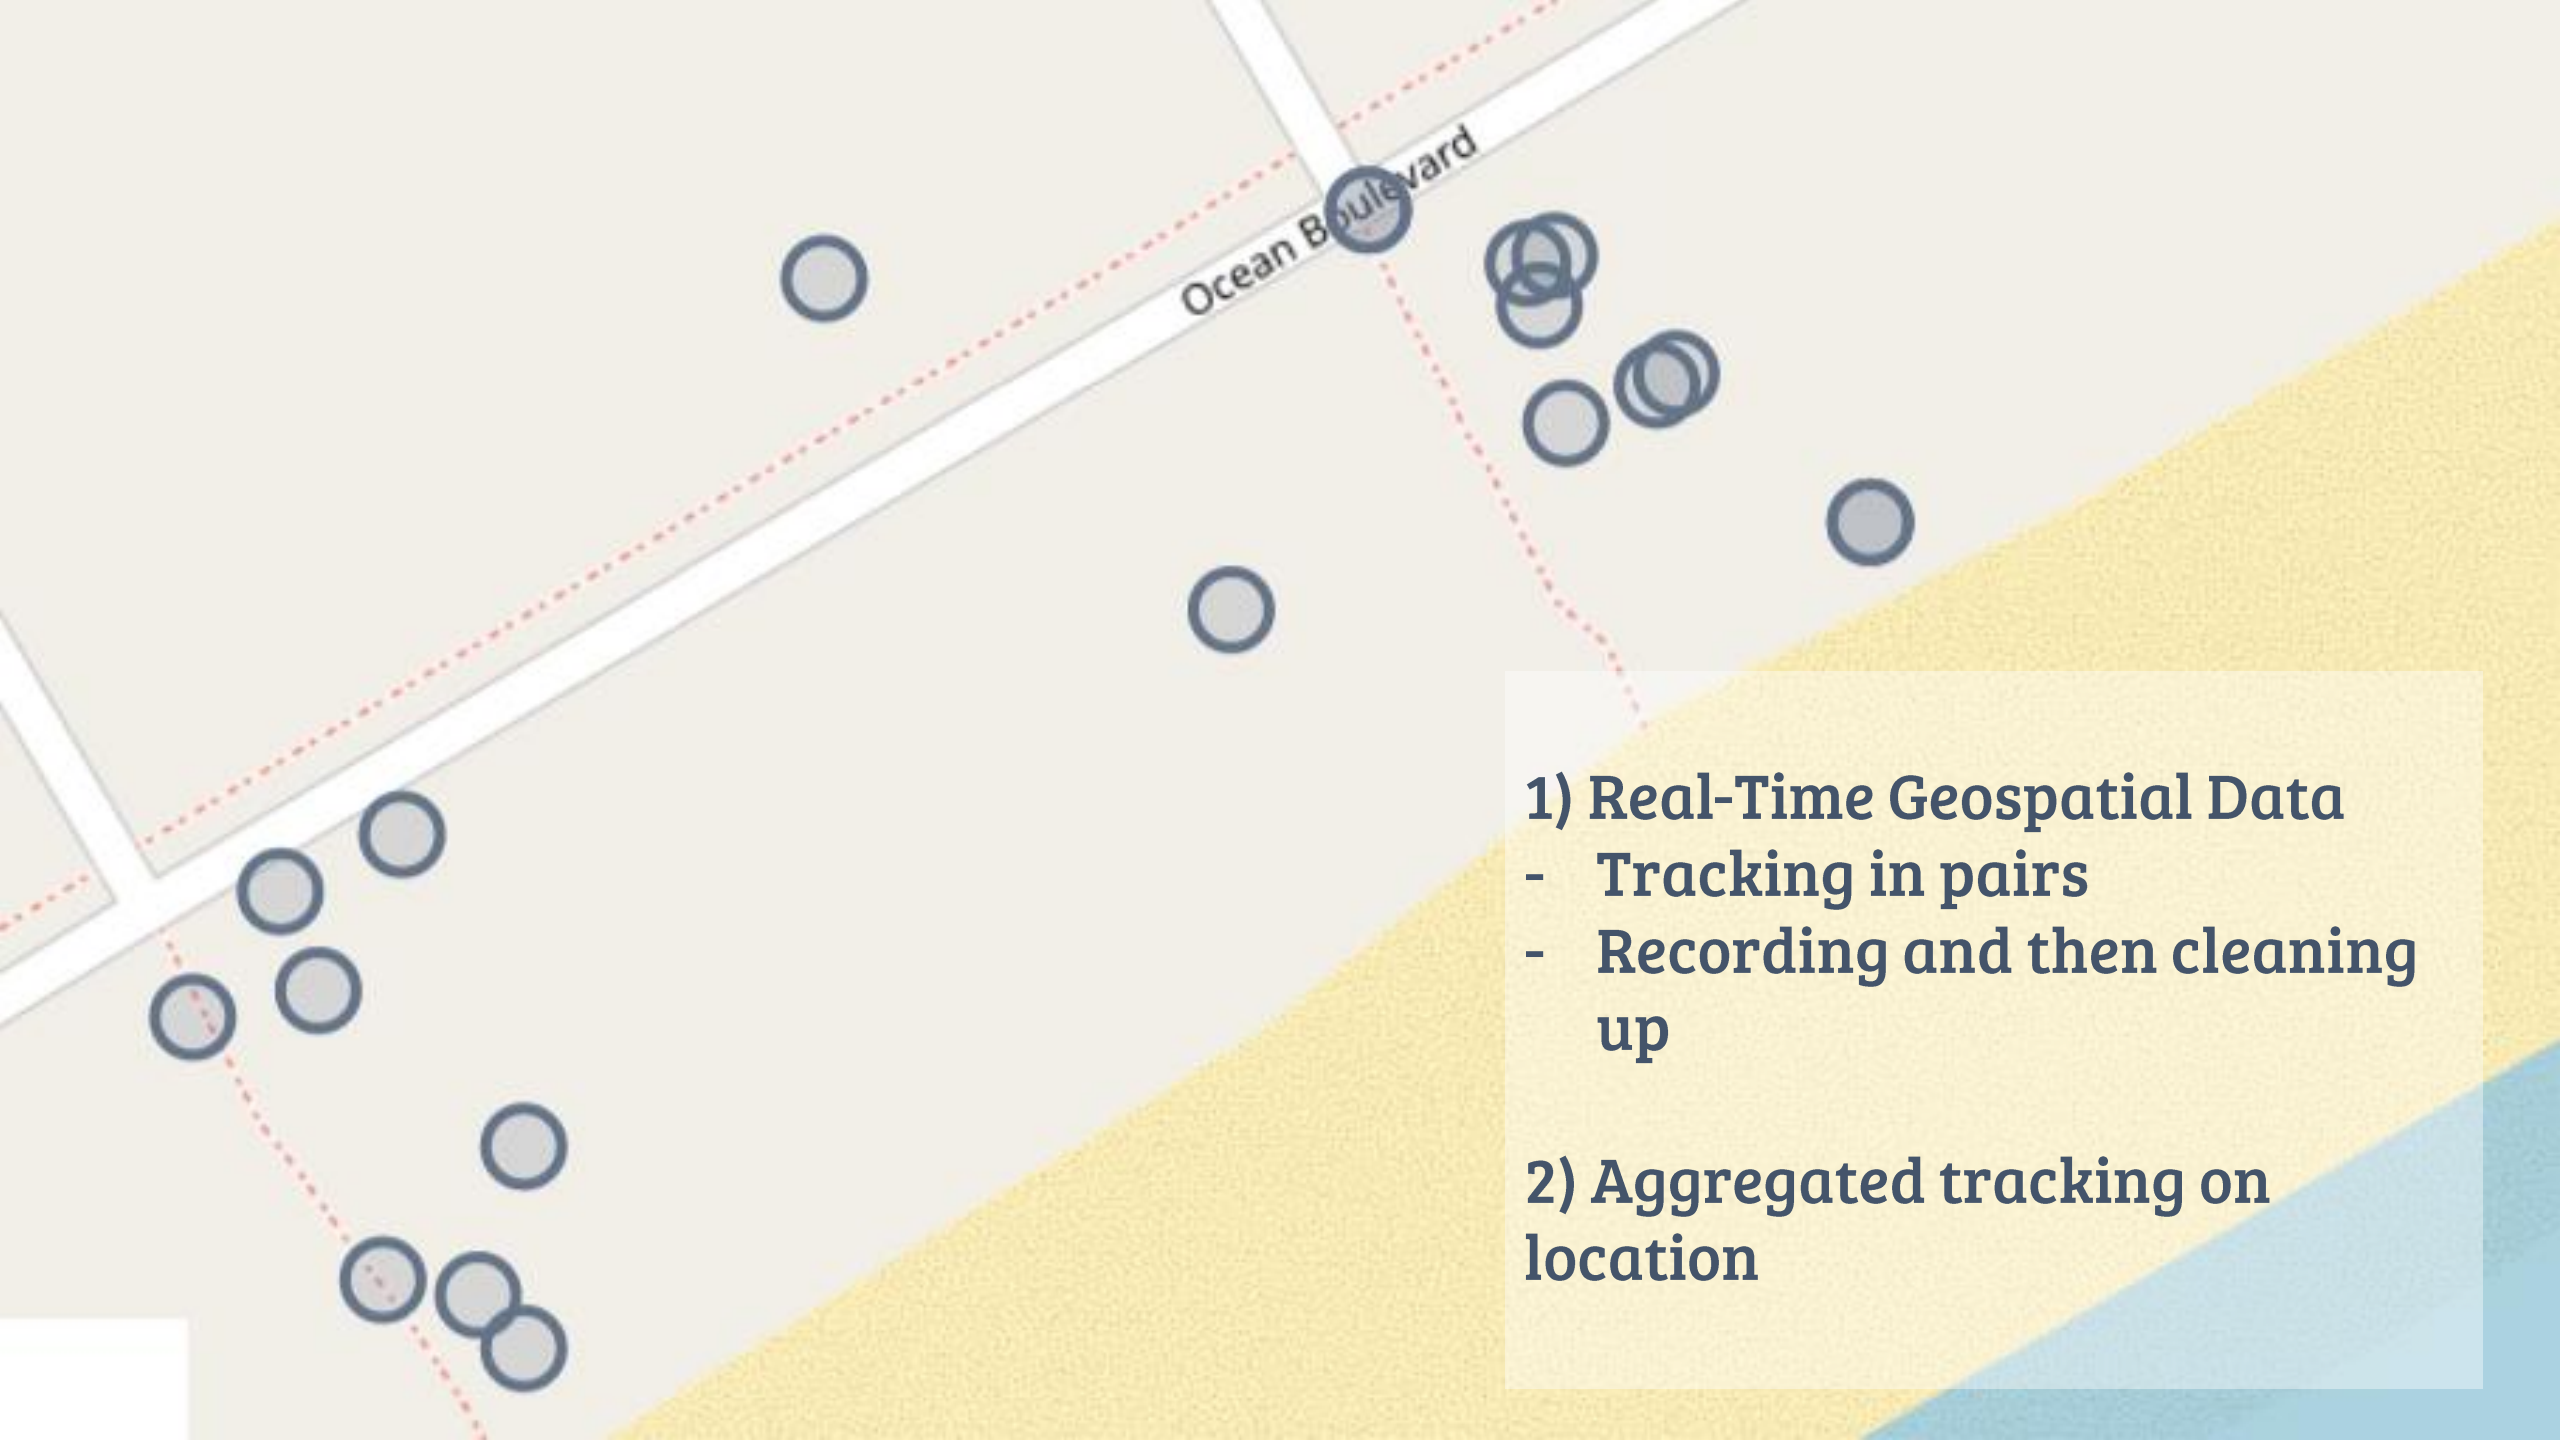 Ocean Boulevard
1) Real-Time Geospatial Data
- Tracking in pairs
- Recording and then cleaning
up
2) Aggregated tracking on
location